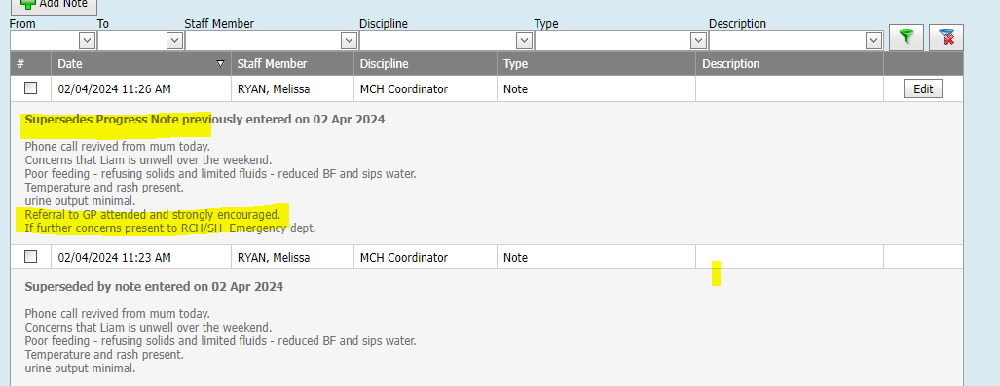 Add Note
From To Staff Member Discipline Type Description
# Date Staff Member Discipline Type Description
02/04/2024 11:26 AM RYAN, Melissa MCH Coordinator Note Edit
Supersedes Progress Note previously entered on 02 Apr 2024
Phone call revived from mum today.
Concerns that Liam is unwell over the weekend.
Poor feeding - refusing solids and limited fluids - reduced BF and sips water.
Temperature and rash present.
urine output minimal.
Referral to GP attended and strongly encouraged.
If further concerns present to RCH/SH Emergency dept.
02/04/2024 11:23 AM RYAN, Melissa MCH Coordinator Note
Superseded by note entered on 02 Apr 2024
Phone call revived from mum today.
Concerns that Liam is unwell over the weekend.
Poor feeding - refusing solids and limited fluids - reduced BF and sips water.
Temperature and rash present.
urine output minimal.